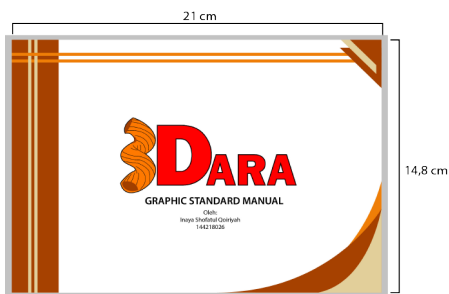 21 cm
14,8 cm
DARA
GRAPHIC STANDARD MANUAL
Oleh:
Inaya Shofatul Qoiriyah
144218026